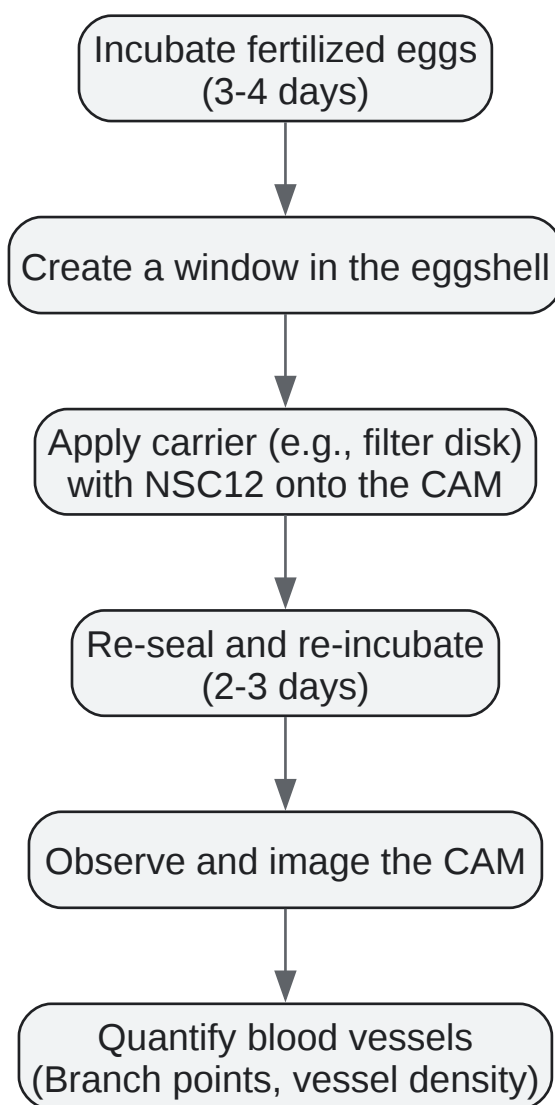 Incubate fertilized eggs
(3-4 days)
Create a window in the eggshell
Apply carrier (e.g., filter disk)
with NSC12 onto the CAM
Re-seal and re-incubate
(2-3 days)
Observe and image the CAM
Quantify blood vessels
(Branch points, vessel density)